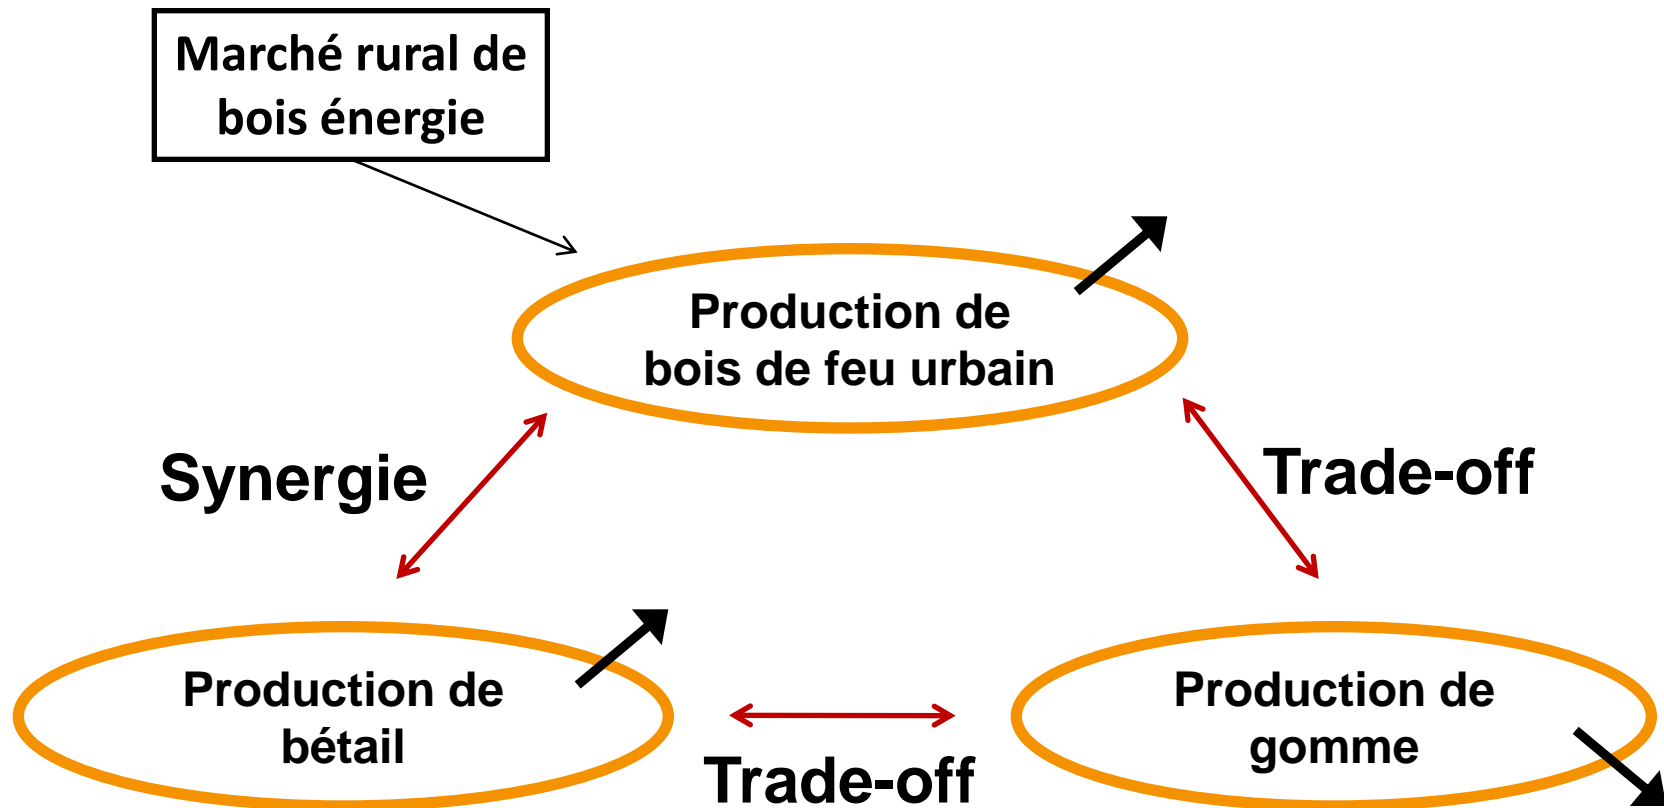 Marché rural de
bois énergie
Production de
bois de feu urbain
Synergie
Trade-off
Production de
bétail
Trade-off
Production de
gomme